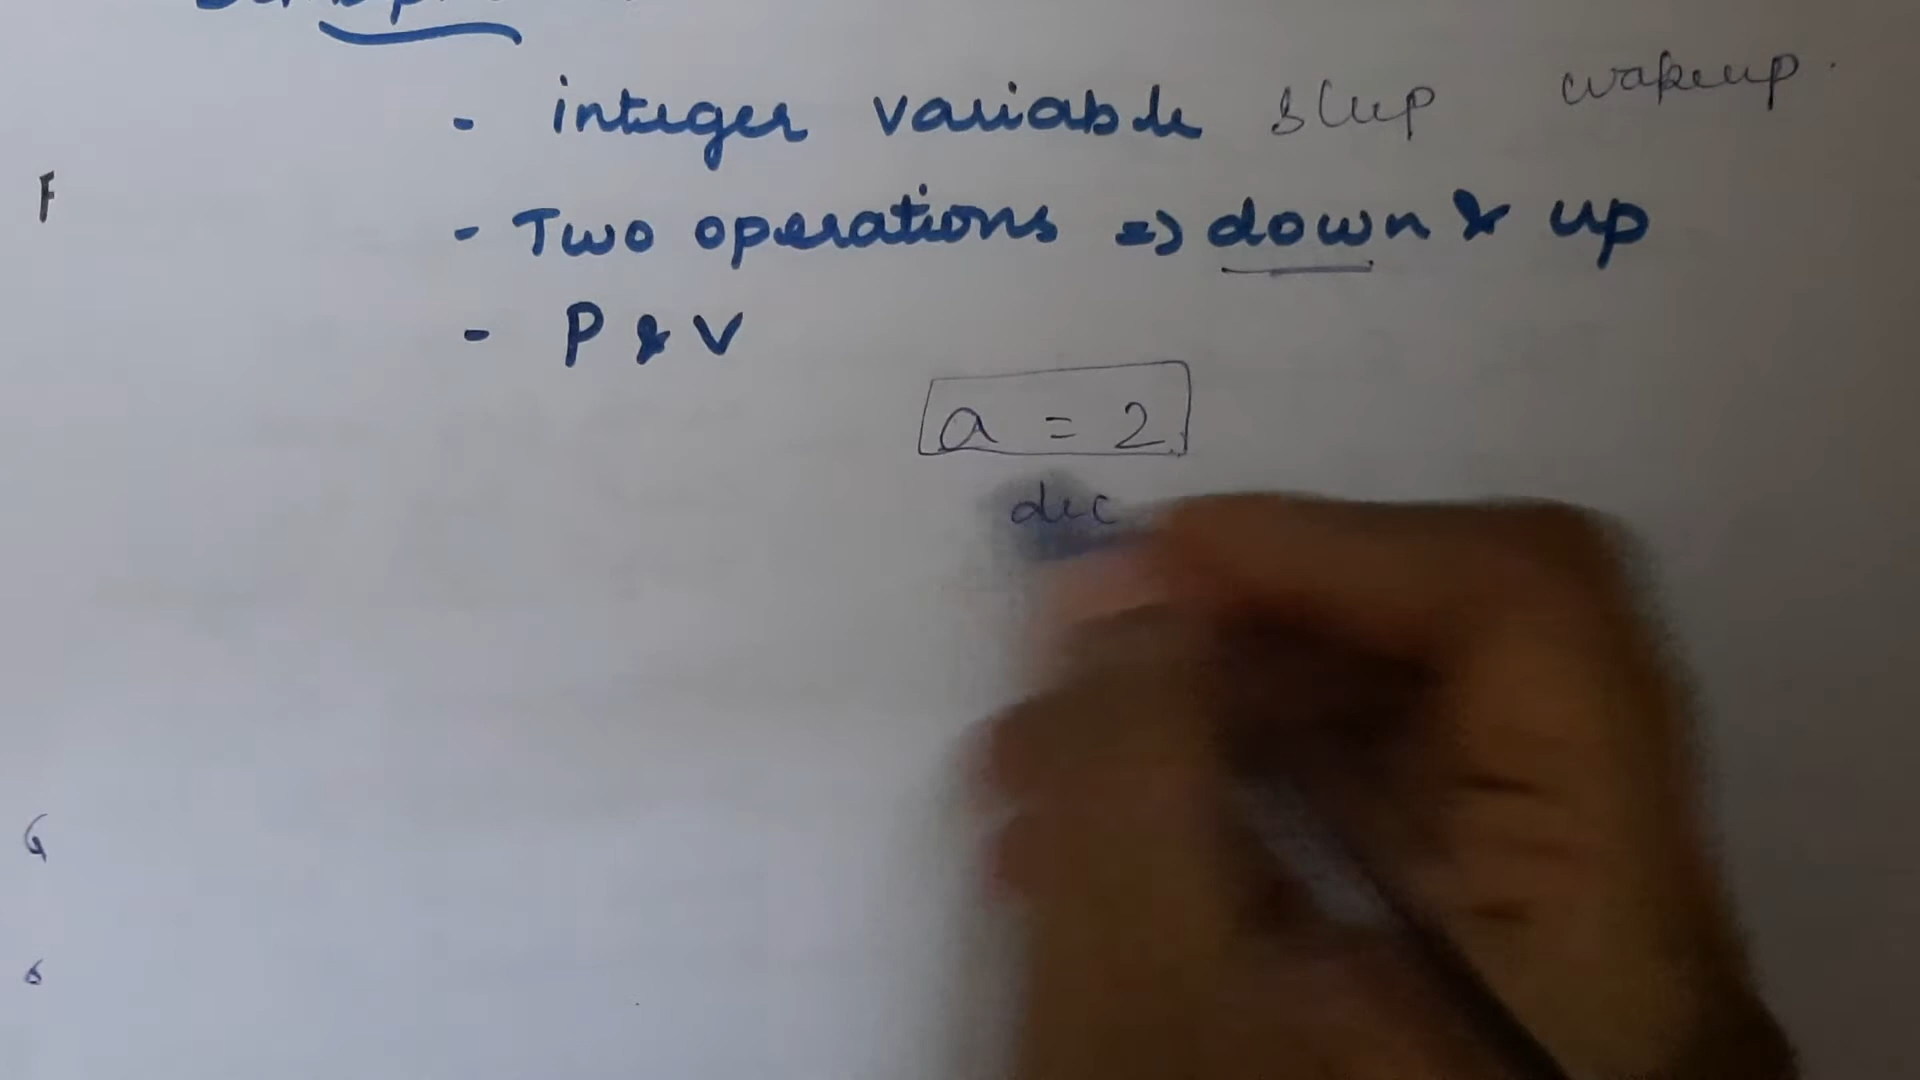 - integer variable sleep wakeup.
- Two operations => down & up
- P & V
a = 2
dec